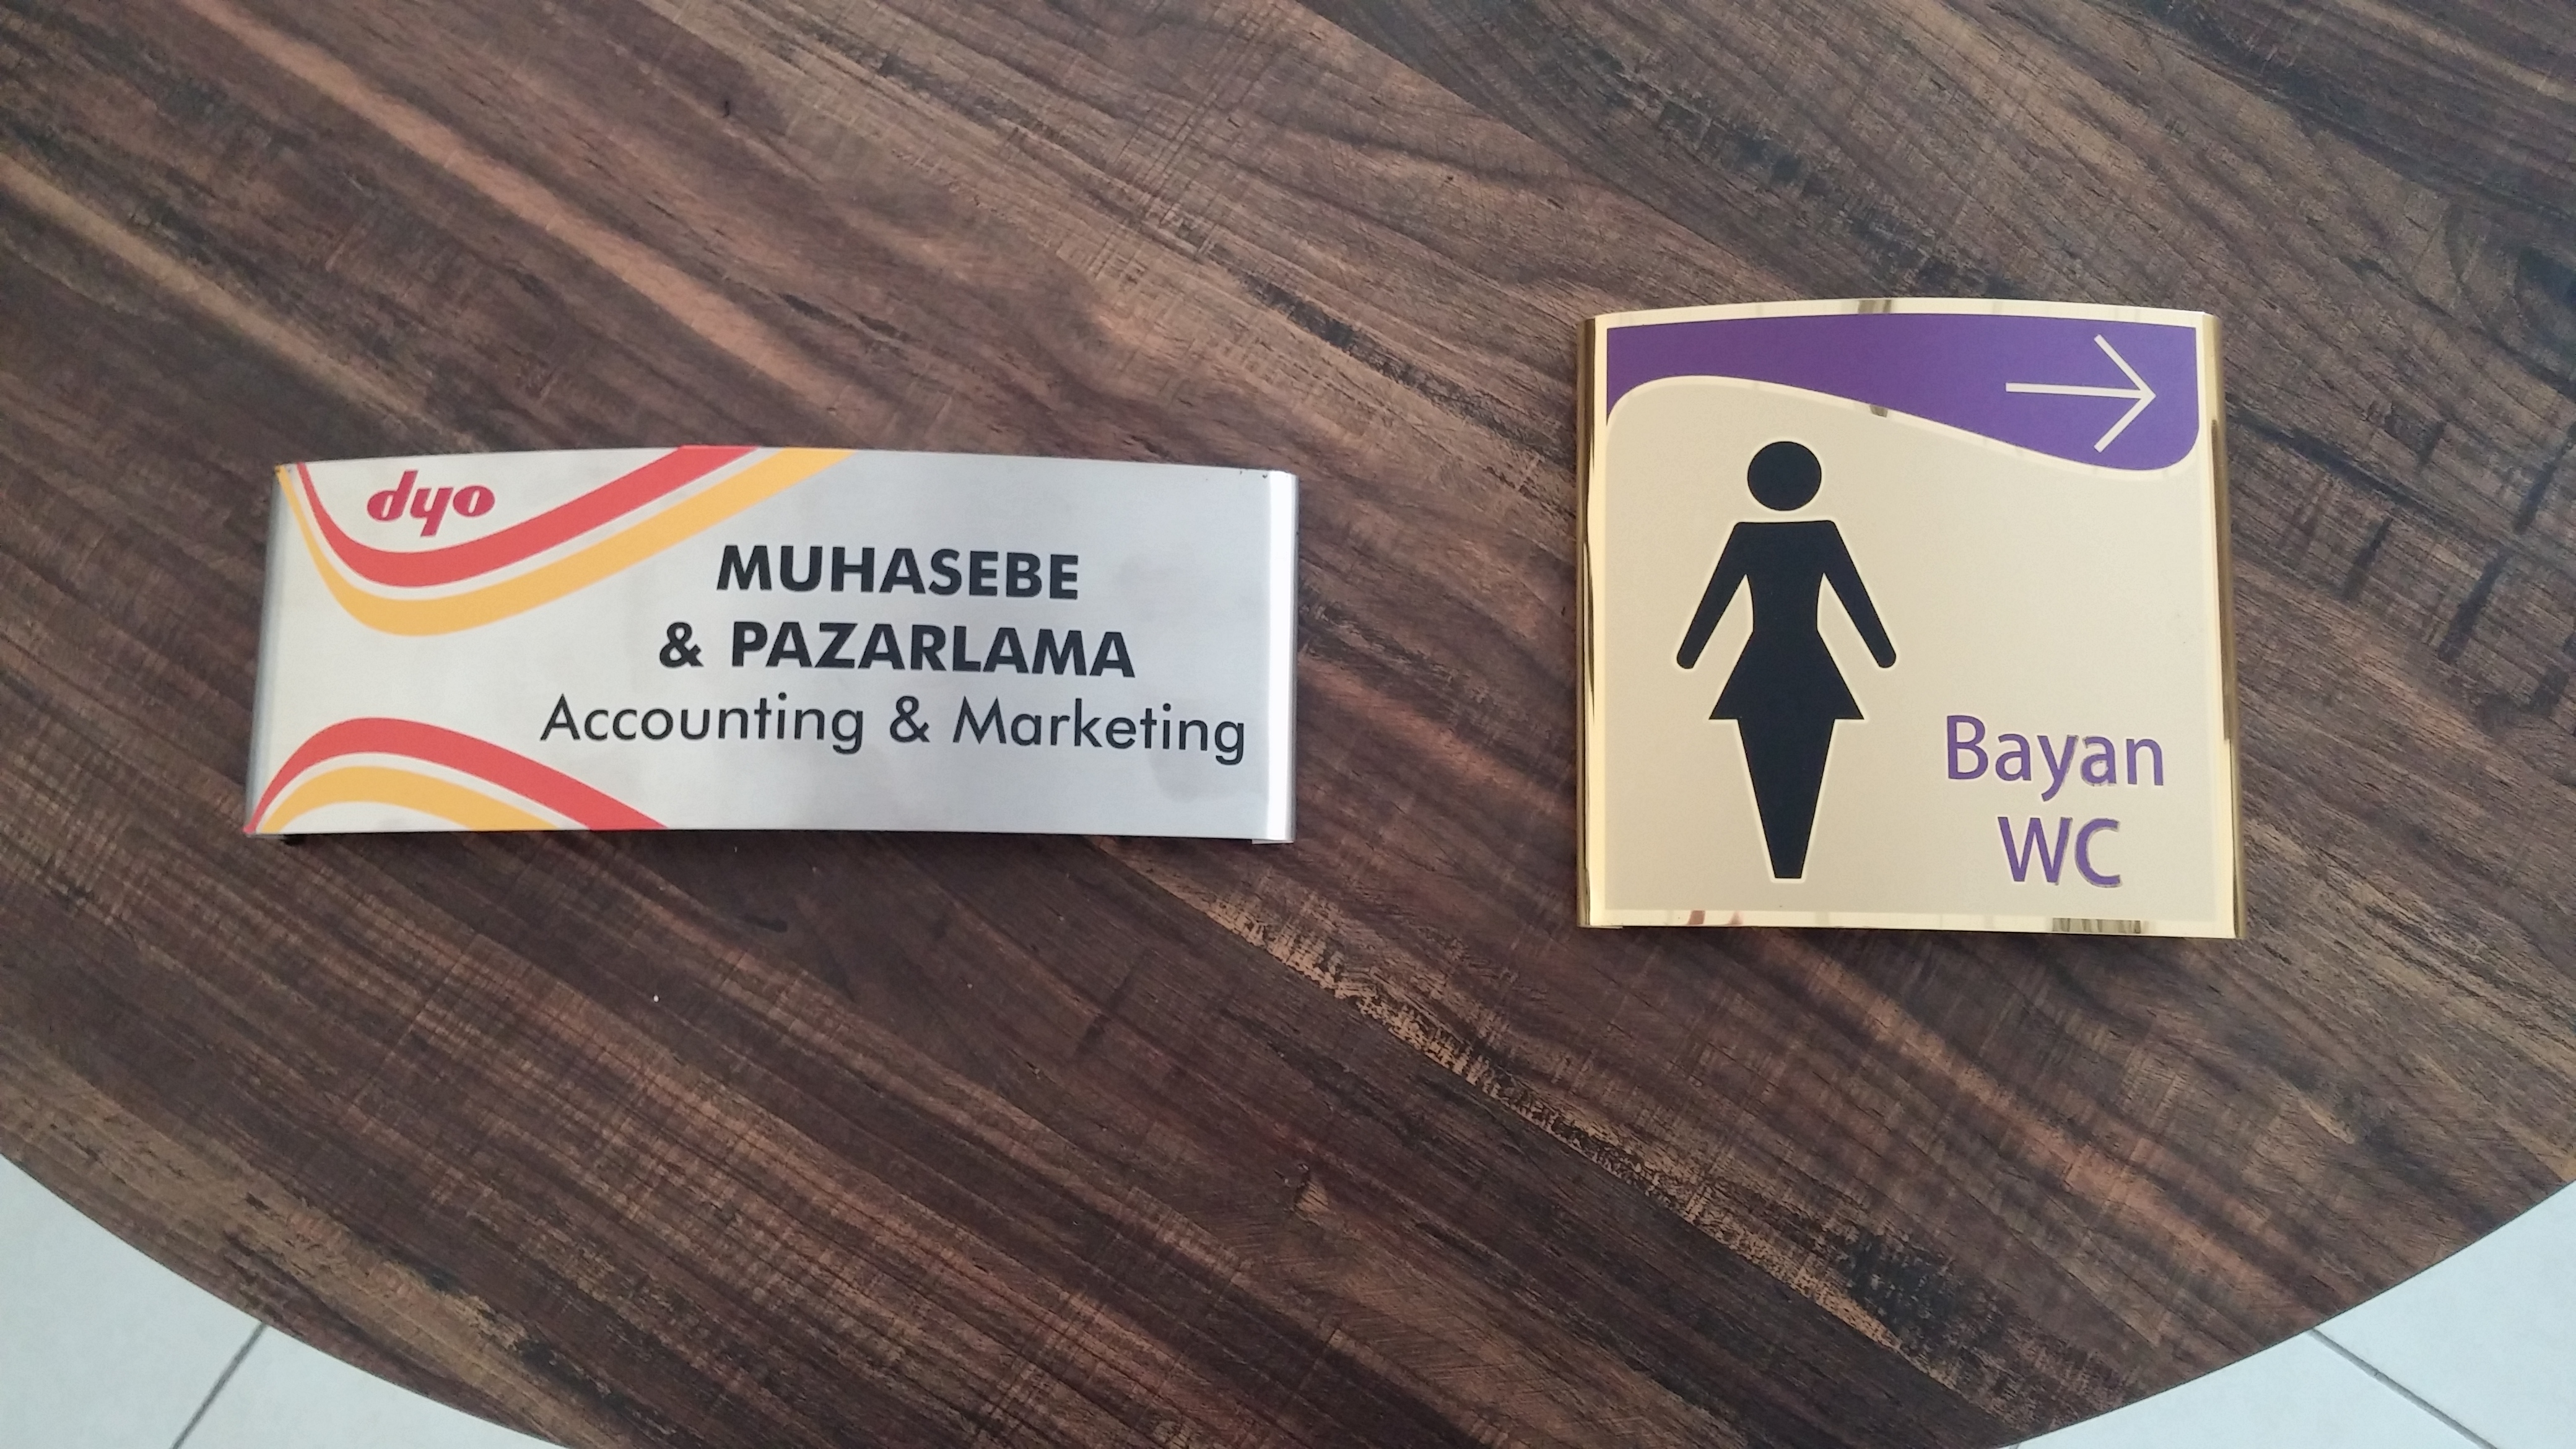 dyo
MUHASEBE
& PAZARLAMA
Accounting & Marketing
Bayan
WC